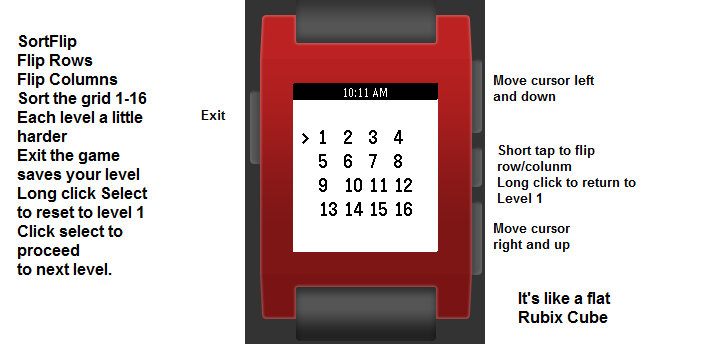 SortFlip
Flip Rows
Flip Columns
Sort the grid 1-16
Each level a little
harder
Exit the game
saves your level
Long click Select
to reset to level 1
Click select to
proceed
to next level.
Exit
10:11 AM
> 1 2 3 4
5 6 7 8
9 10 11 12
13 14 15 16
Move cursor left
and down
Short tap to flip
row/colunm
Long click to return to
Level 1
Move cursor
right and up
It's like a flat
Rubix Cube